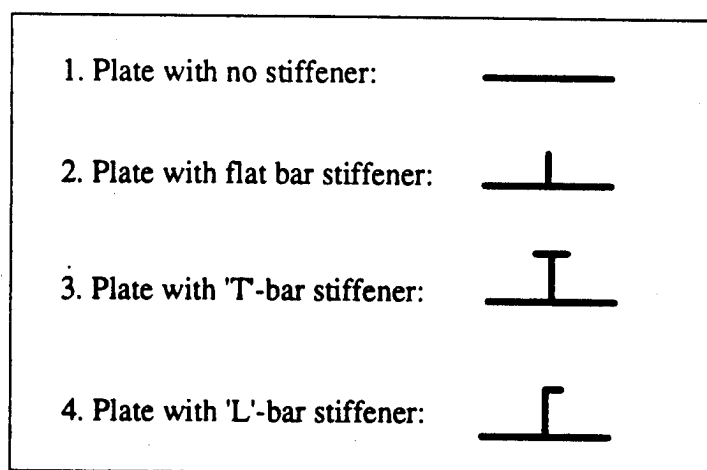 1. Plate with no stiffener:
2. Plate with flat bar stiffener:
3. Plate with 'T'-bar stiffener:
4. Plate with 'L'-bar stiffener: